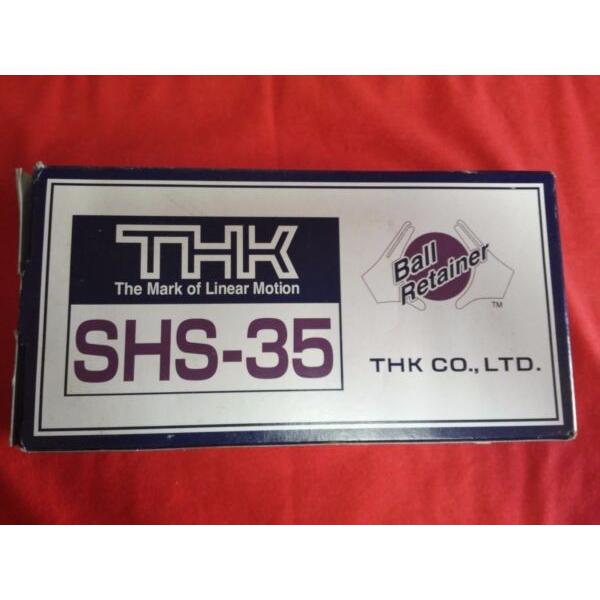 THK
The Mark of Linear Motion
SHS-35
Ball
Retainer
TM
THK CO., LTD.